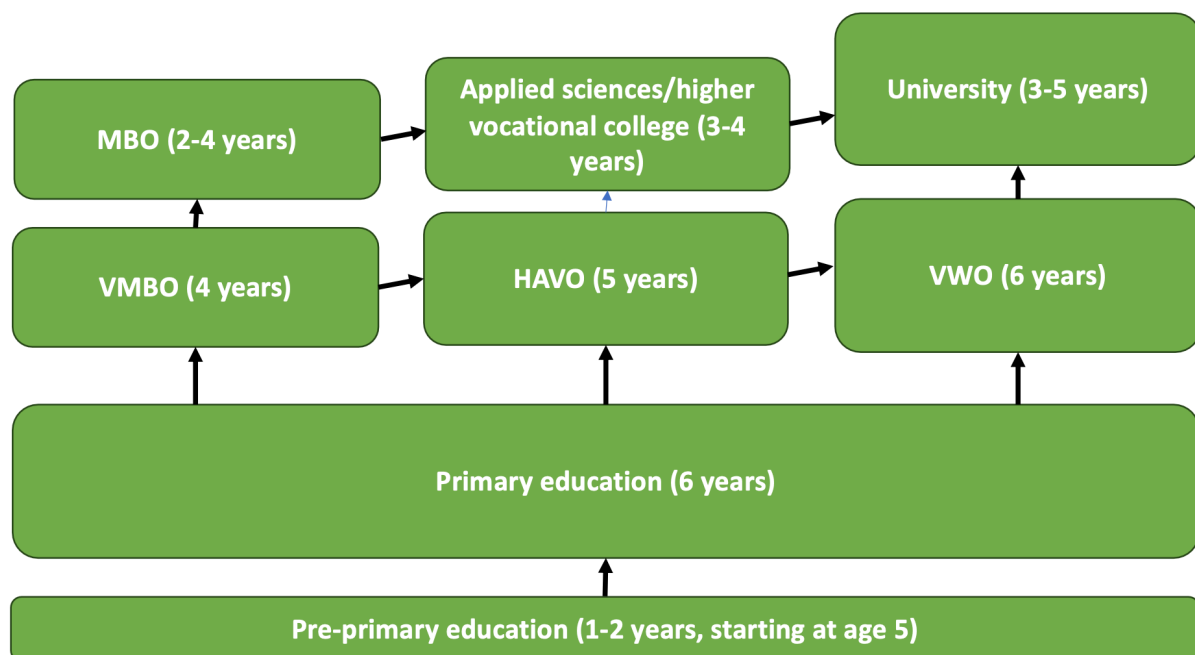 MBO (2-4 years)
Applied sciences/higher
vocational college (3-4
years)
University (3-5 years)
VMBO (4 years)
HAVO (5 years)
VWO (6 years)
Primary education (6 years)
Pre-primary education (1-2 years, starting at age 5)